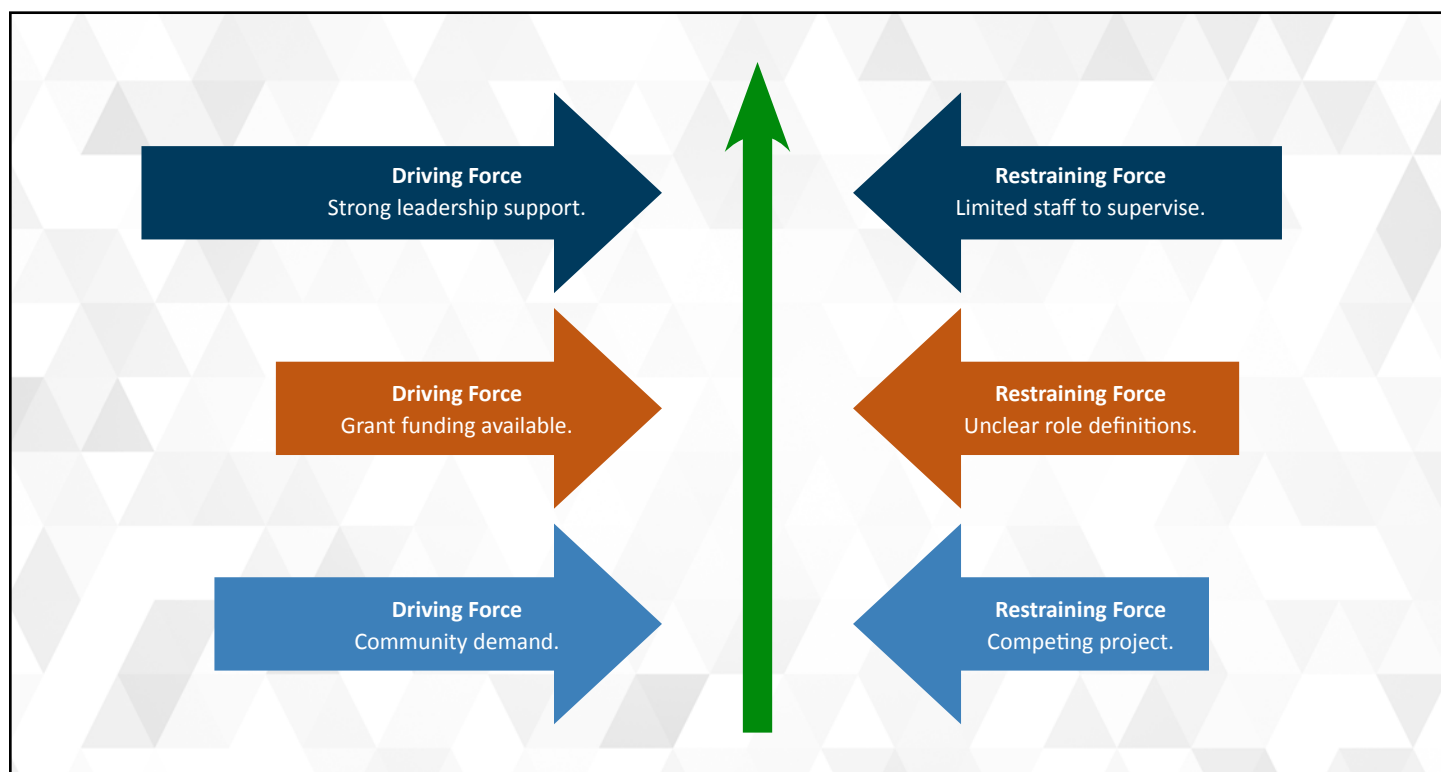 Driving Force
Strong leadership support.
Restraining Force
Limited staff to supervise.
Driving Force
Grant funding available.
Restraining Force
Unclear role definitions.
Driving Force
Community demand.
Restraining Force
Competing project.